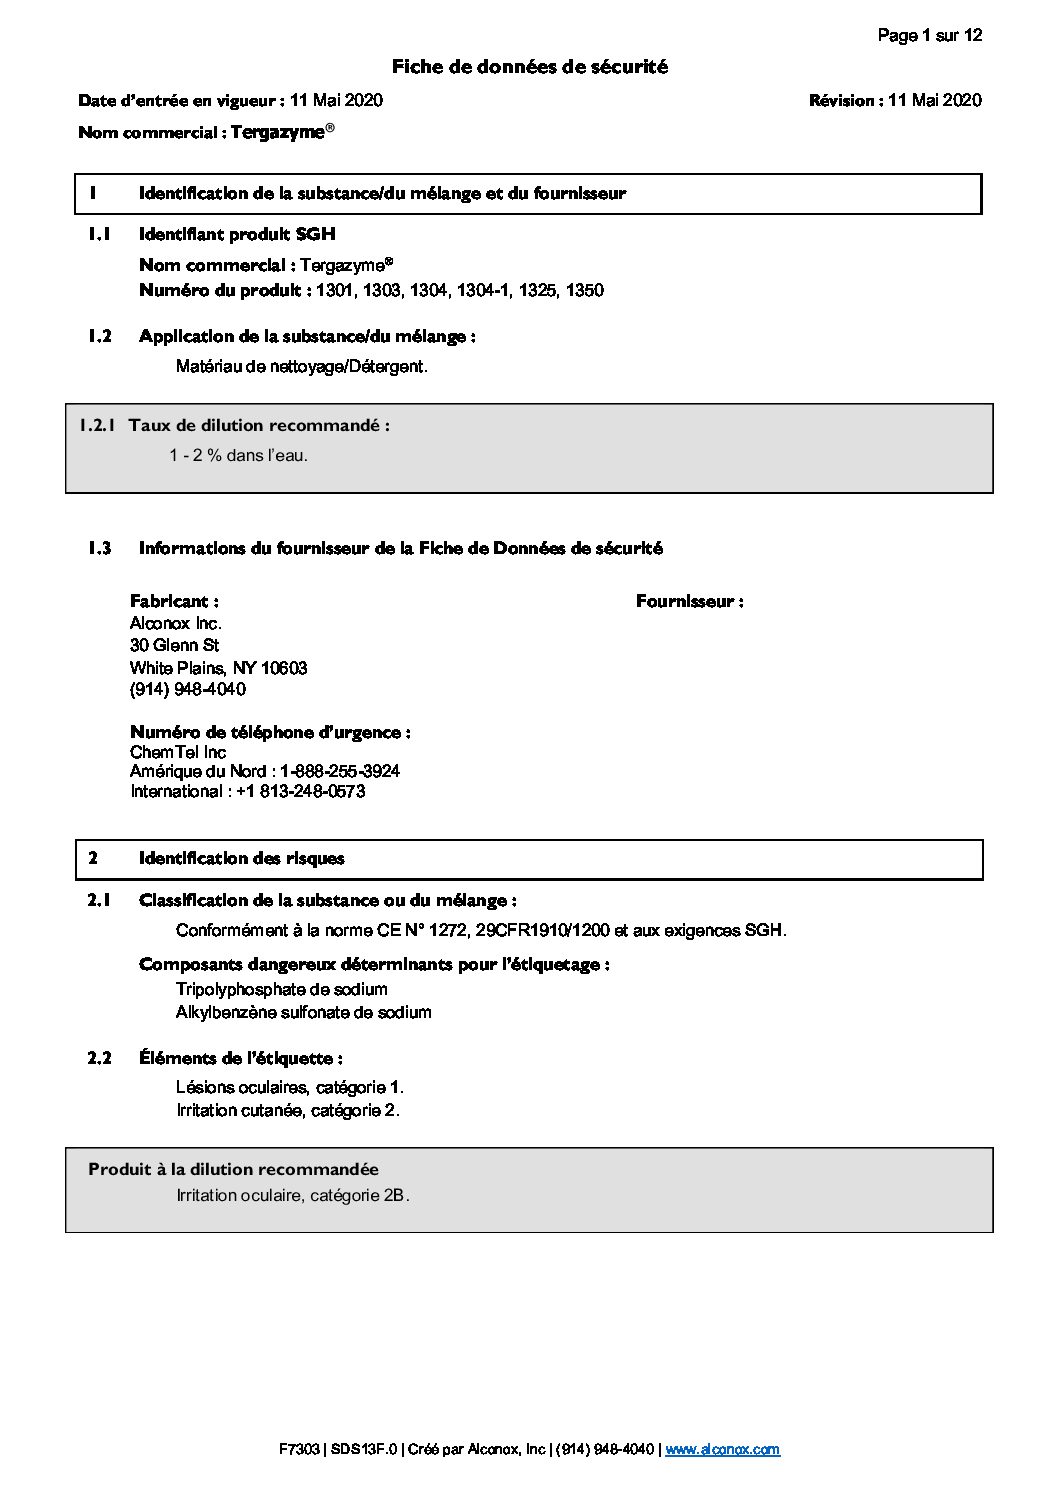 Page 1 sur 12
Fiche de données de sécurité
Date d'entrée en vigueur : 11 Mai 2020 Révision : 11 Mai 2020
Nom commercial : Tergazyme®
1 Identification de la substance/du mélange et du fournisseur
1.1 Identifiant produit SGH
Nom commercial : Tergazyme®
Numéro du produit : 1301, 1303, 1304, 1304-1, 1325, 1350
1.2 Application de la substance/du mélange :
Matériau de nettoyage/Détergent.
1.2.1 Taux de dilution recommandé :
1 - 2 % dans l'eau.
1.3 Informations du fournisseur de la Fiche de Données de sécurité
Fabricant : Fournisseur :
Alconox Inc.
30 Glenn St
White Plains, NY 10603
(914) 948-4040
Numéro de téléphone d'urgence :
ChemTel Inc
Amérique du Nord : 1-888-255-3924
International : +1 813-248-0573
2 Identification des risques
2.1 Classification de la substance ou du mélange :
Conformément à la norme CE N° 1272, 29CFR1910/1200 et aux exigences SGH.
Composants dangereux déterminants pour l'étiquetage :
Tripolyphosphate de sodium
Alkylbenzène sulfonate de sodium
2.2 Éléments de l'étiquette :
Lésions oculaires, catégorie 1.
Irritation cutanée, catégorie 2.
Produit à la dilution recommandée
Irritation oculaire, catégorie 2B.
F7303 | SDS13F.0 | Créé par Alconox, Inc | (914) 948-4040 | www.alconox.com